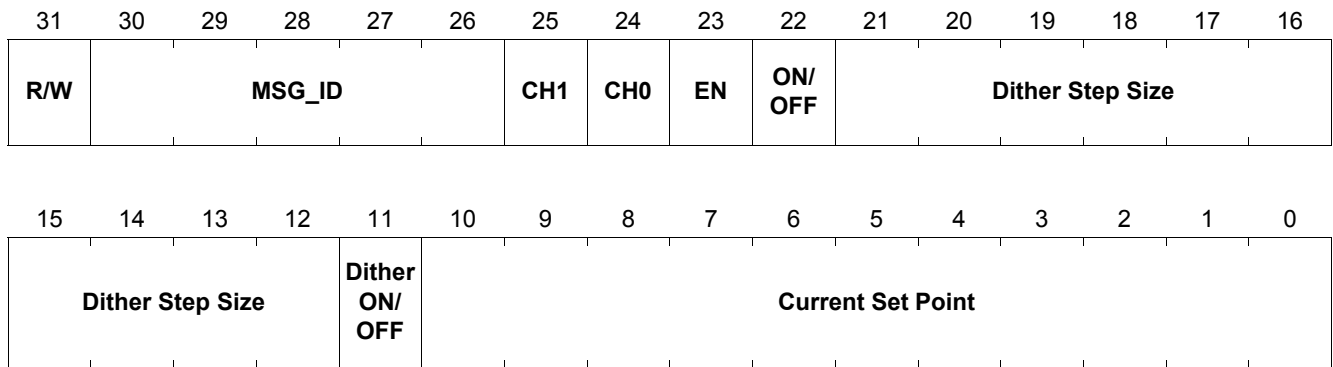 31 30 29 28 27 26 25 24 23 22 21 20 19 18 17 16
R/W MSG_ID CH1 CH0 EN ON/ OFF Dither Step Size
15 14 13 12 11 10 9 8 7 6 5 4 3 2 1 0
Dither Step Size Dither ON/ OFF Current Set Point